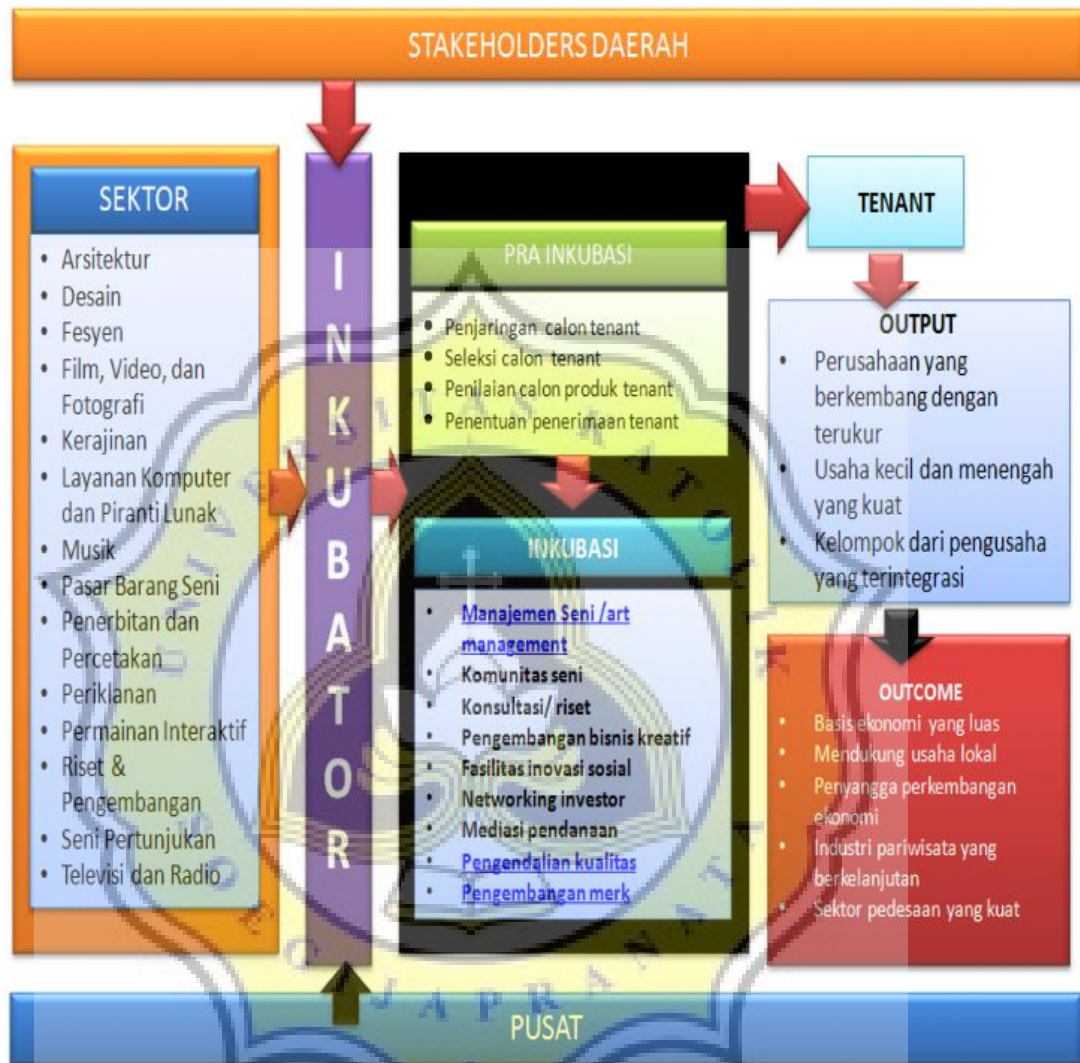 STAKEHOLDERS DAERAH
SEKTOR
• Arsitektur
• Desain
• Fesyen
• Film, Video, dan
Fotografi
• Kerajinan
• Layanan Komputer
dan Piranti Lunak
• Musik
• Pasar Barang Seni
• Penerbitan dan
Percetakan
• Periklanan
• Permainan Interaktif
• Riset &
Pengembangan
• Seni Pertunjukan
• Televisi dan Radio
INKUBATOR
PRA INKUBASI
• Penjaringan calon tenant
• Seleksi calon tenant
• Penilaian calon produk tenant
• Penentuan penerimaan tenant
INKUBASI
• Manajemen Seni /art
management
• Komunitas seni
• Konsultasi/ riset
• Pengembangan bisnis kreatif
• Fasilitas inovasi sosial
• Networking investor
• Mediasi pendanaan
• Pengendalian kualitas
• Pengembangan merk
TENANT
OUTPUT
• Perusahaan yang
berkembang dengan
terukur
• Usaha kecil dan menengah
yang kuat
• Kelompok dari pengusaha
yang terintegrasi
OUTCOME
• Basis ekonomi yang luas
• Mendukung usaha lokal
• Penyangga perkembangan
ekonomi
• Industri pariwisata yang
berkelanjutan
• Sektor pedesaan yang kuat
PUSAT
UNIVERSITAS KATOLIK
SOEGIJAPRANATA